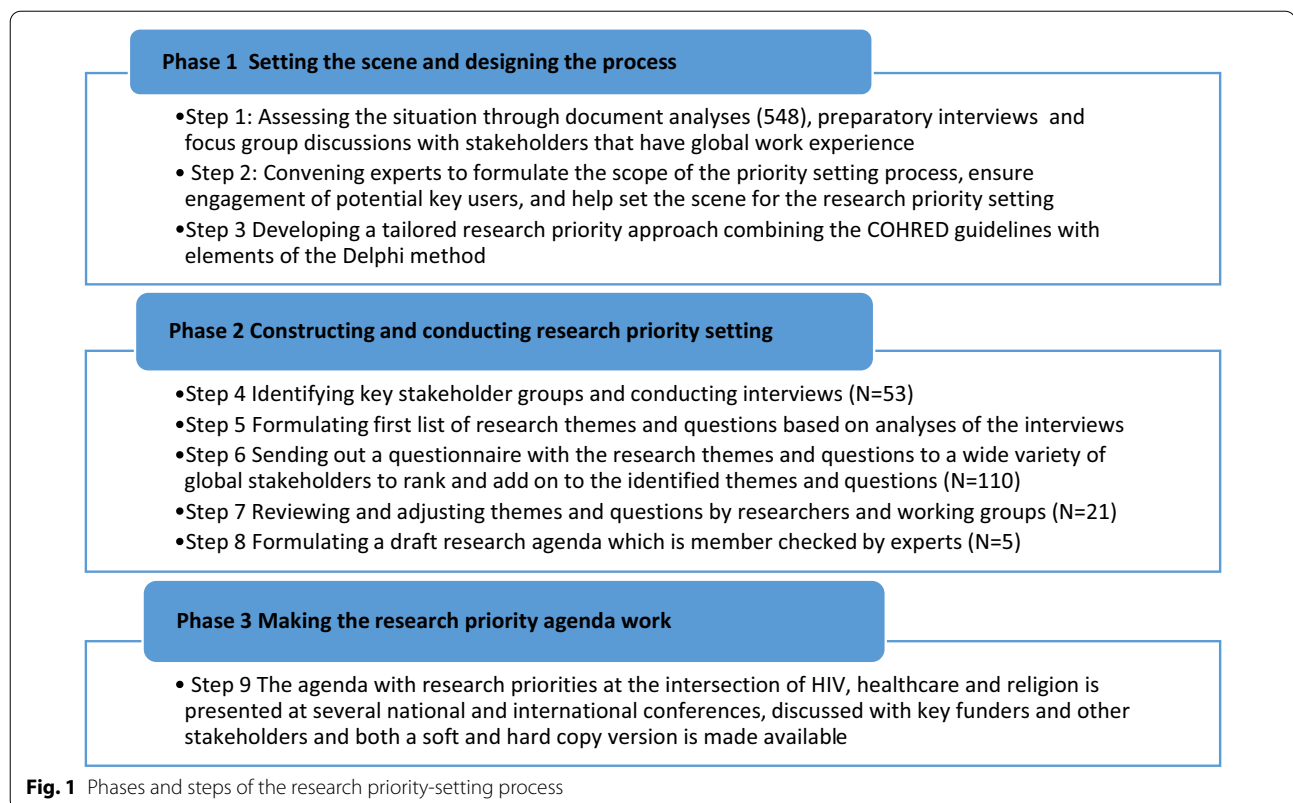 Phase 1 Setting the scene and designing the process
•Step 1: Assessing the situation through document analyses (548), preparatory interviews and
focus group discussions with stakeholders that have global work experience
• Step 2: Convening experts to formulate the scope of the priority setting process, ensure
engagement of potential key users, and help set the scene for the research priority setting
•Step 3 Developing a tailored research priority approach combining the COHRED guidelines with
elements of the Delphi method
Phase 2 Constructing and conducting research priority setting
•Step 4 Identifying key stakeholder groups and conducting interviews (N=53)
•Step 5 Formulating first list of research themes and questions based on analyses of the interviews
•Step 6 Sending out a questionnaire with the research themes and questions to a wide variety of
global stakeholders to rank and add on to the identified themes and questions (N=110)
•Step 7 Reviewing and adjusting themes and questions by researchers and working groups (N=21)
•Step 8 Formulating a draft research agenda which is member checked by experts (N=5)
Phase 3 Making the research priority agenda work
• Step 9 The agenda with research priorities at the intersection of HIV, healthcare and religion is
presented at several national and international conferences, discussed with key funders and other
stakeholders and both a soft and hard copy version is made available
Fig. 1 Phases and steps of the research priority-setting process